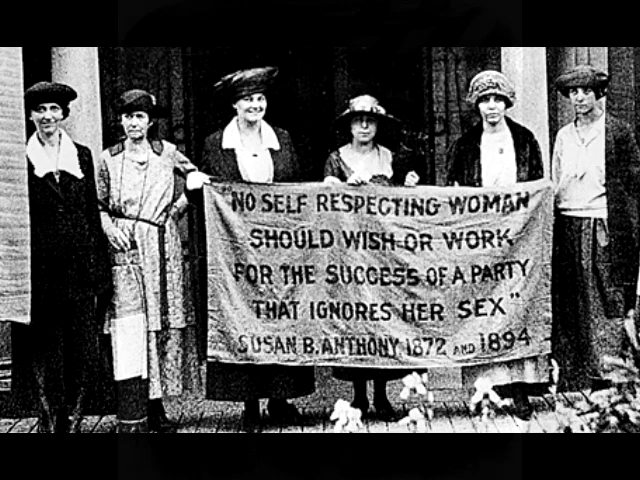 "NO SELF RESPECTING WOMAN
SHOULD WISH OR WORK
FOR THE SUCCESS OF A PARTY
THAT IGNORES HER SEX"
SUSAN B. ANTHONY 1872 AND 1894